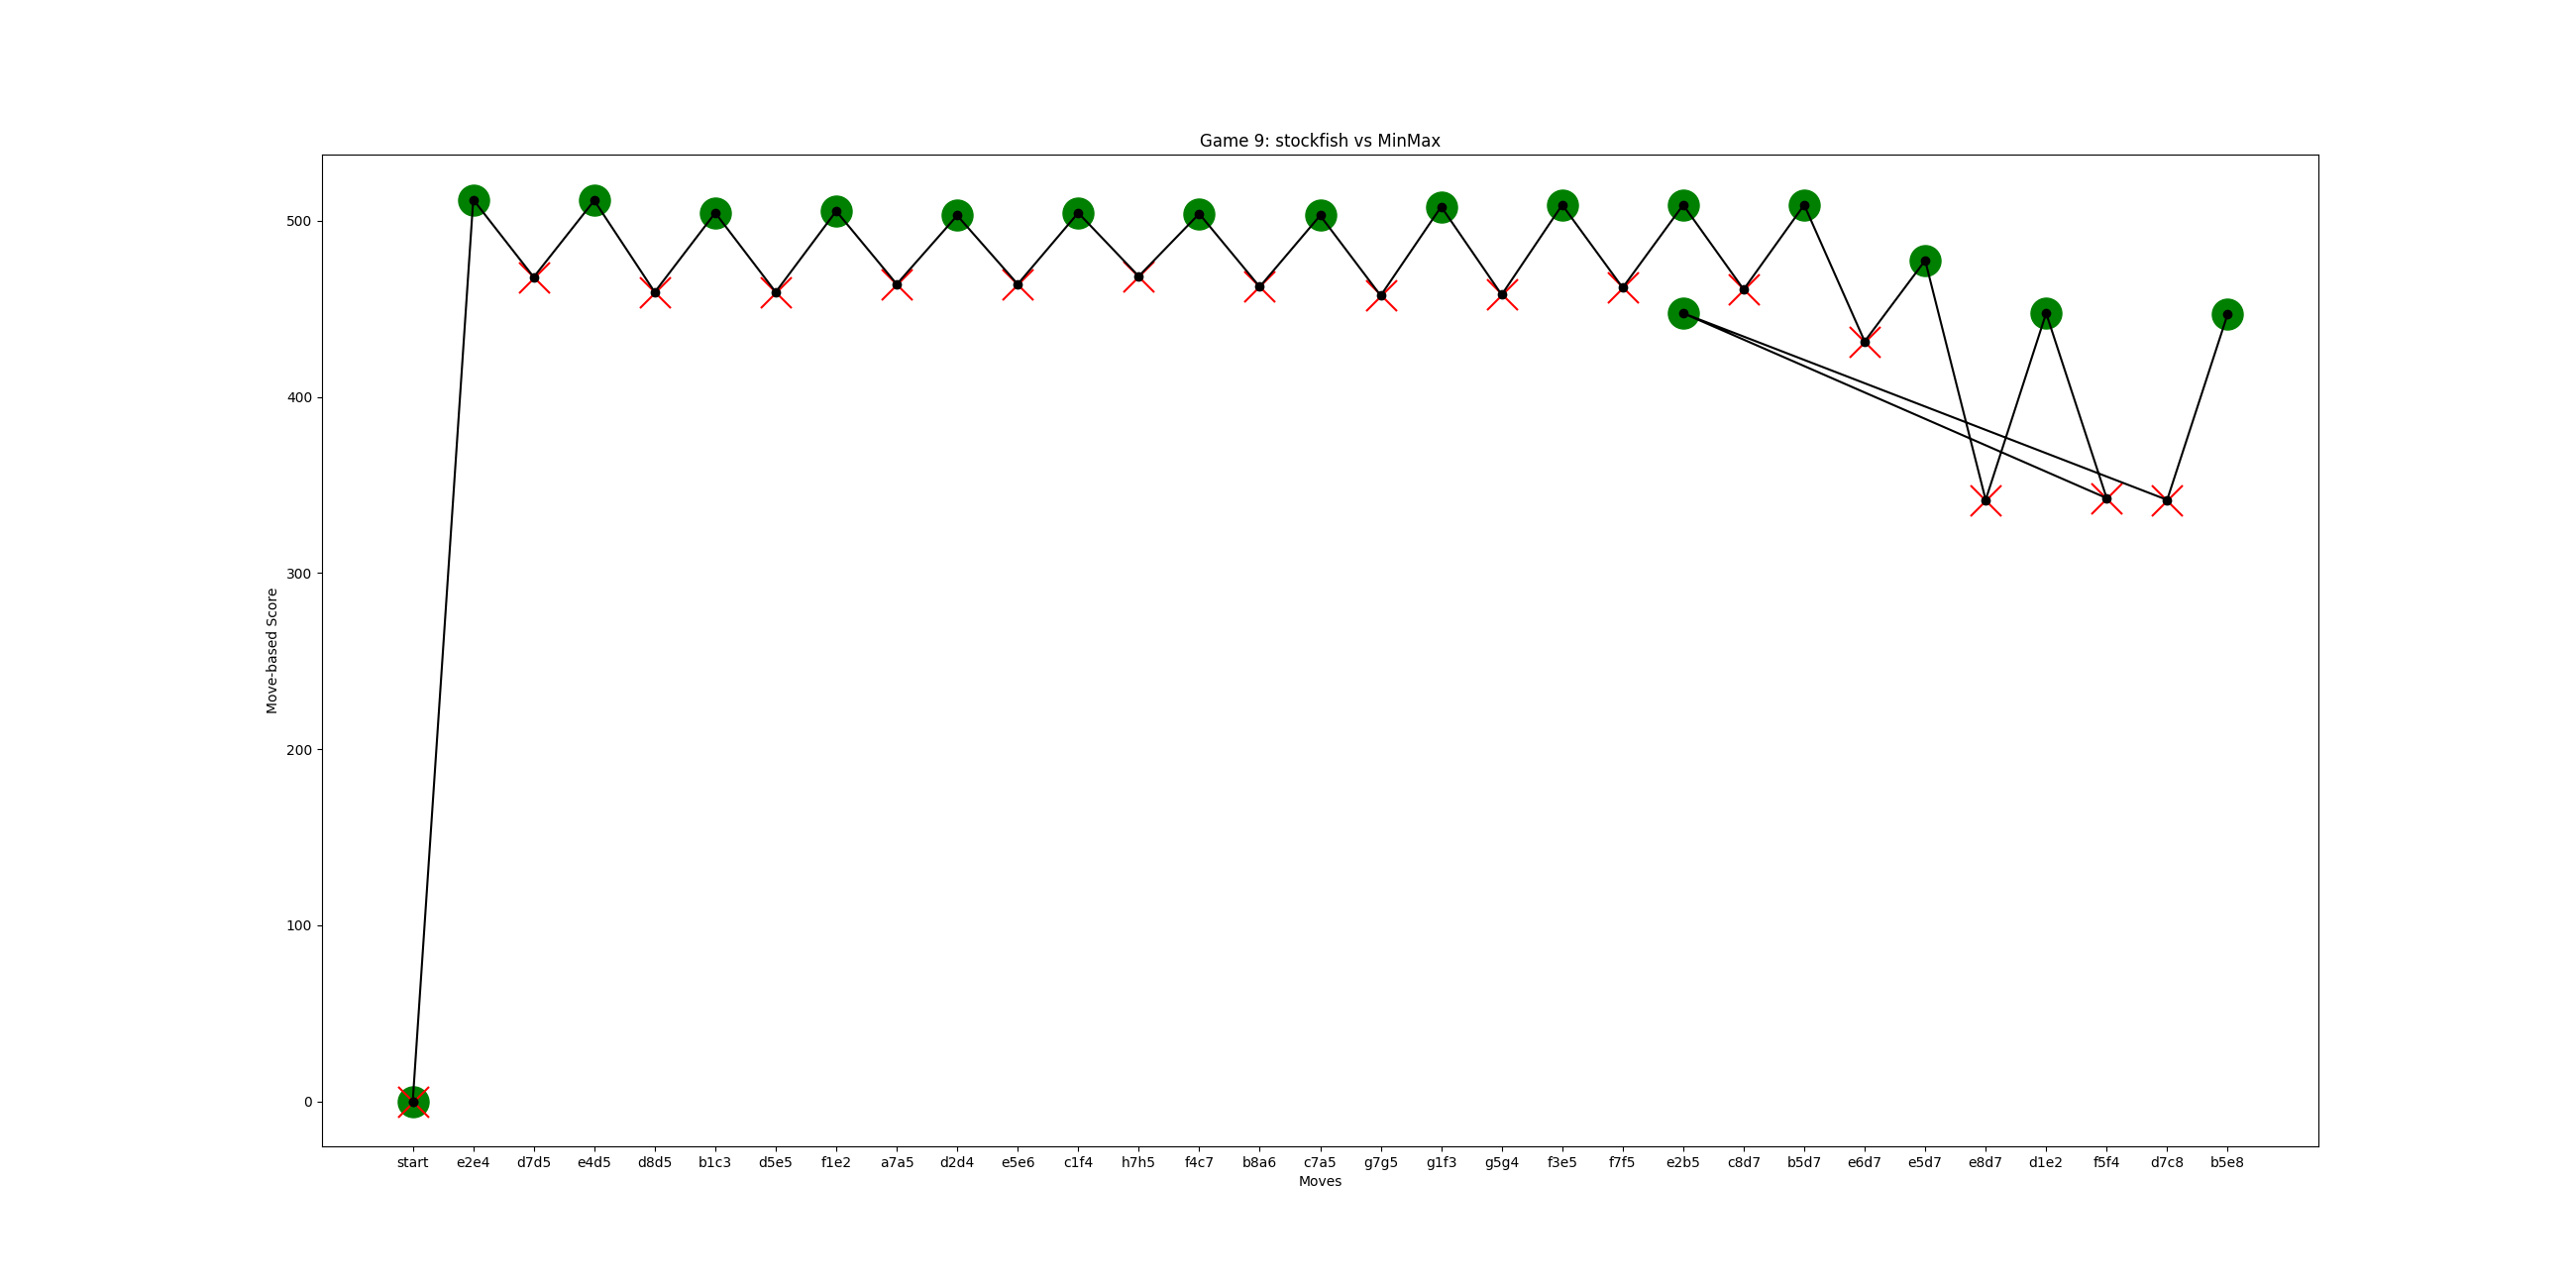 Game 9: stockfish vs MinMax
Move-based Score
500
400
300
200
100
0
start e2e4 d7d5 e4d5 d8d5 b1c3 d5e5 f1e2 a7a5 d2d4 e5e6 c1f4 h7h5 f4c7 b8a6 c7a5 g7g5 g1f3 g5g4 f3e5 f7f5 e2b5 c8d7 b5d7 e6d7 e5d7 e8d7 d1e2 f5f4 d7c8 b5e8
Moves